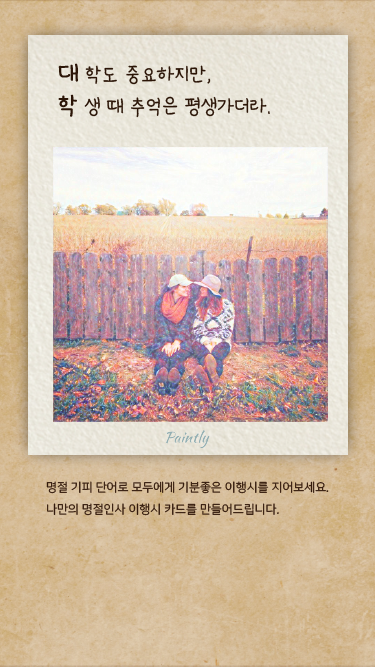 대 학도 중요하지만,
학 생 때 추억은 평생가더라.
Paintly
명절 기피 단어로 모두에게 기분좋은 이행시를 지어보세요.
나만의 명절인사 이행시 카드를 만들어드립니다.